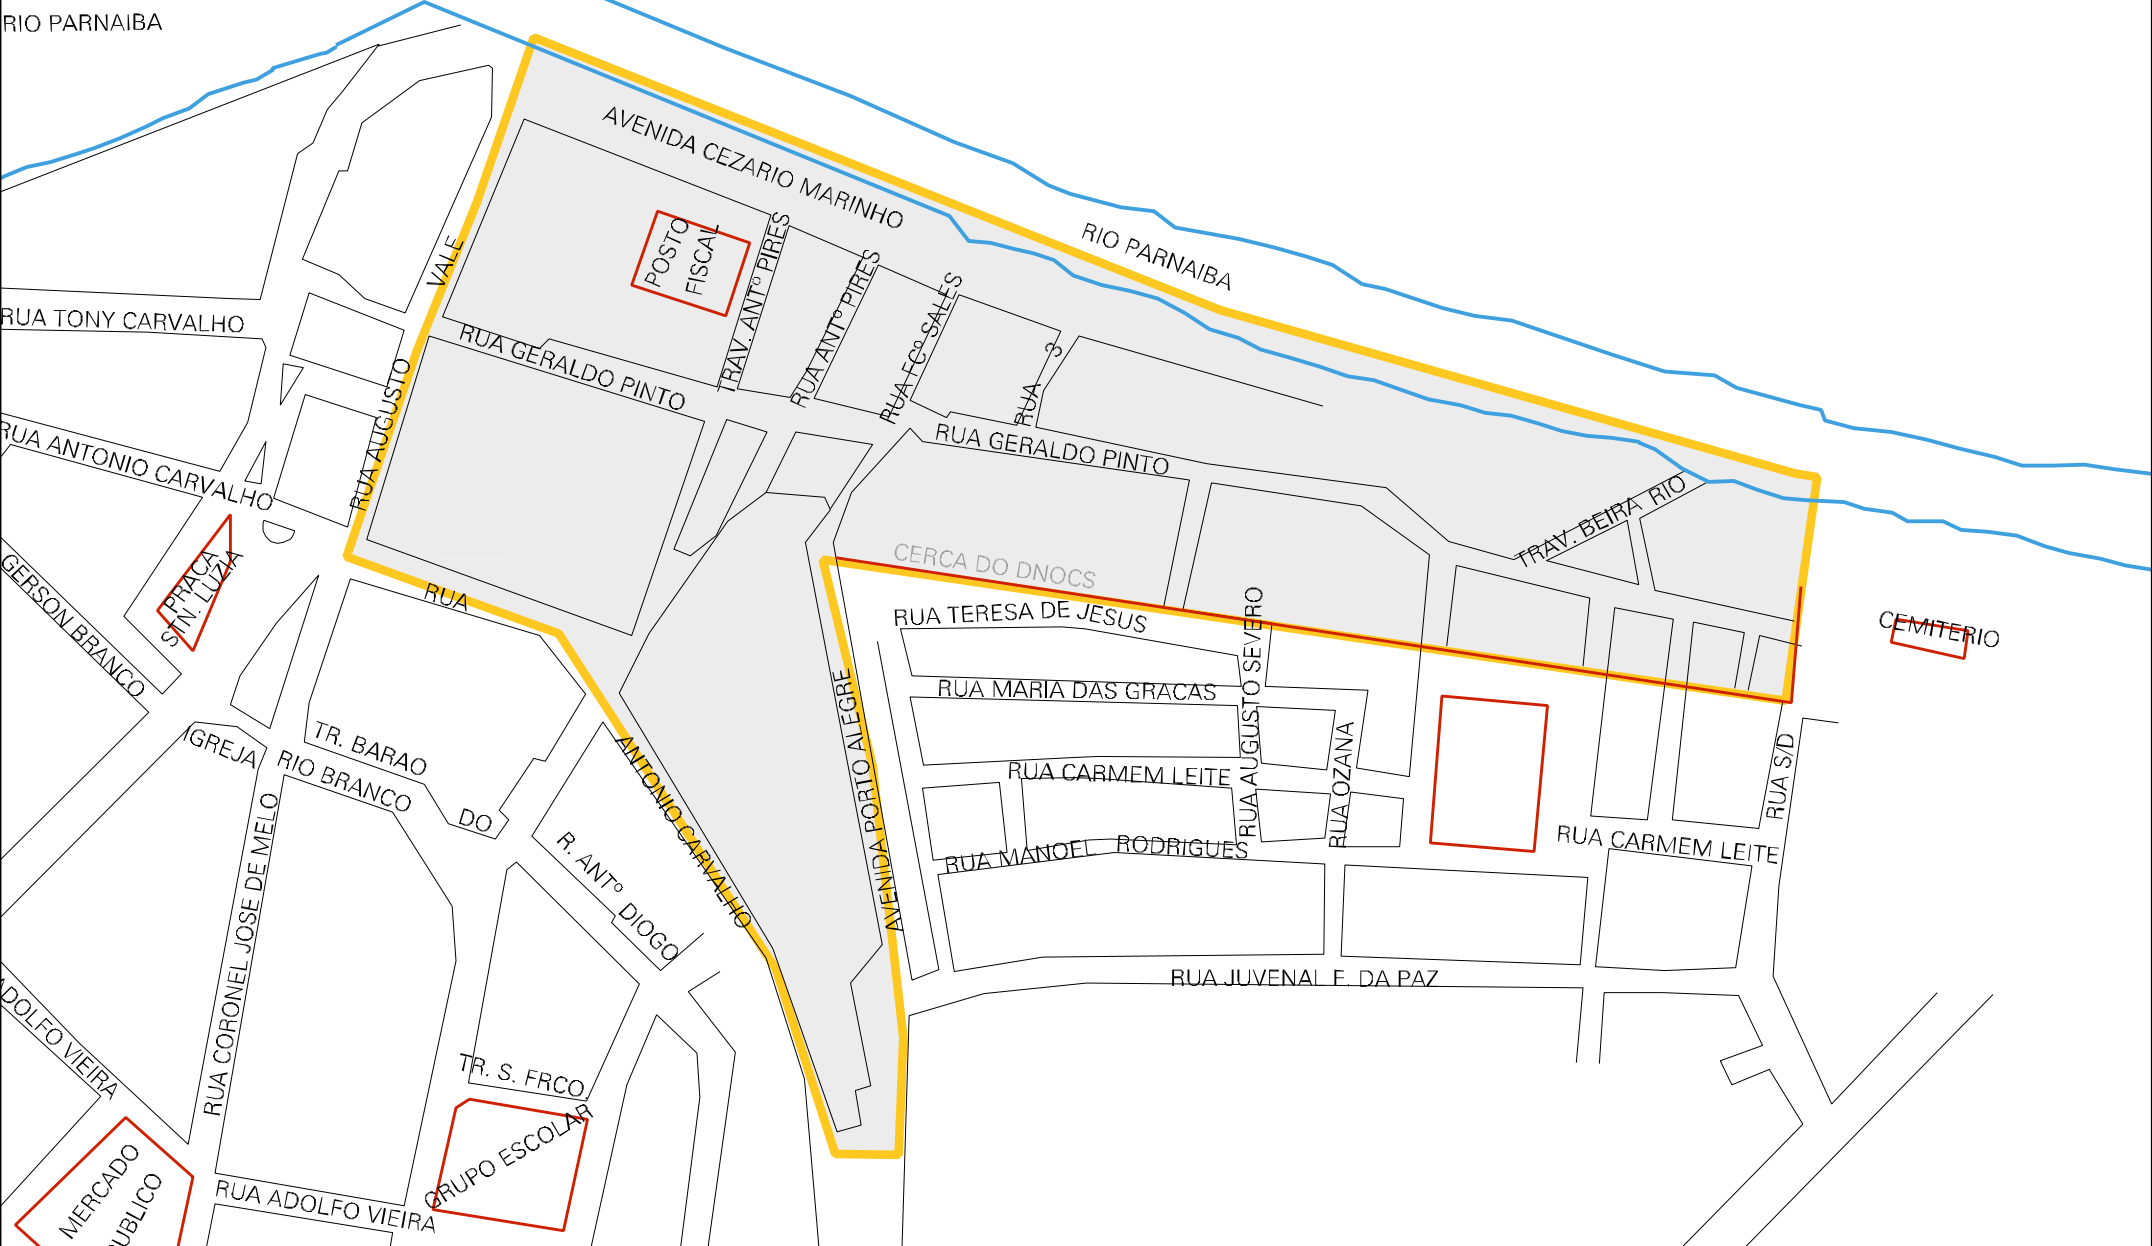 RIO PARNAIBA
AVENIDA CEZARIO MARINHO
RIO PARNAIBA
POSTO
FISCAL
TRAV. ANTº PIRES
RUA ANTº PIRES
RUA FCº SALES
RUA 3
RUA AUGUSTO VALE
RUA TONY CARVALHO
RUA GERALDO PINTO
RUA GERALDO PINTO
RUA ANTONIO CARVALHO
TRAV. BEIRA RIO
PRACA
STN. LUZIA
CERCA DO DNOCS
GERSON BRANCO
RUA ANTONIO CARVALHO
RUA TERESA DE JESUS
CEMITERIO
RUA MARIA DAS GRACAS
RUA AUGUSTO SEVERO
AVENIDA PORTO ALEGRE
IGREJA
TR. BARAO DO
RIO BRANCO
RUA CARMEM LEITE
RUA OZANA
RUA S/D
RUA CARMEM LEITE
RUA MANOEL RODRIGUES
R. ANTº DIOGO
RUA CORONEL JOSE DE MELO
RUA JUVENAL F. DA PAZ
ADOLFO VIEIRA
TR. S. FRCO.
GRUPO ESCOLAR
MERCADO
PUBLICO
RUA ADOLFO VIEIRA